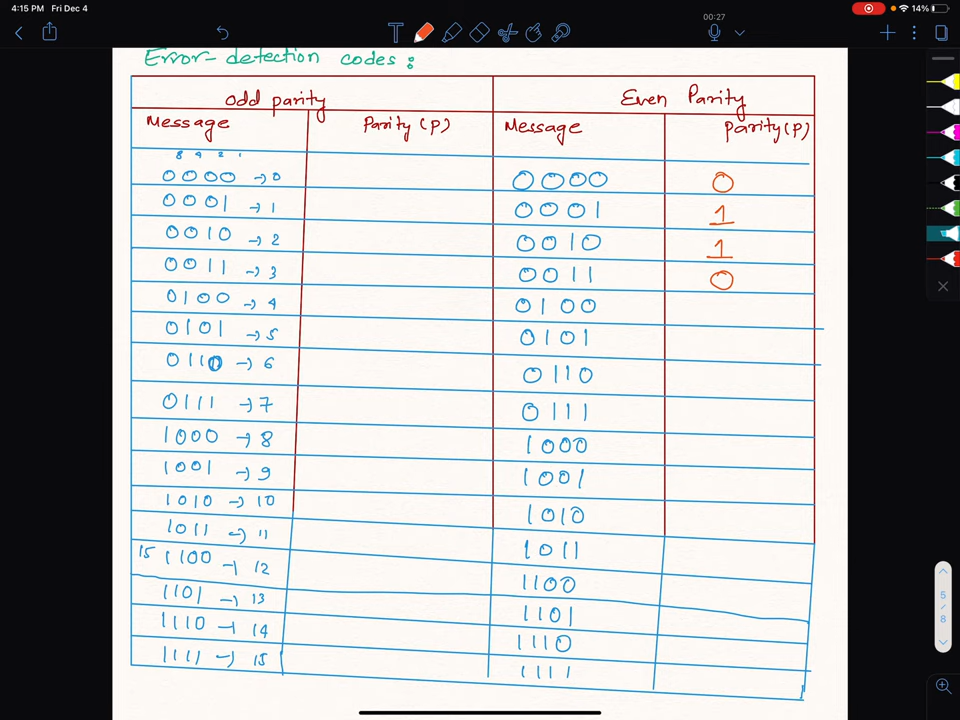 4:15 PM Fri Dec 4
14%
00:27
T
Error-detection codes:
odd parity Even Parity
Message Parity (P) Message Parity (P)
8 4 2 1
0000 → 0 0000 0
0001 → 1 0001 1
0010 → 2 0010 1
0011 → 3 0011 0
0100 → 4 0100
0101 → 5 0101
0110 → 6 0110
0111 → 7 0111
1000 → 8 1000
1001 → 9 1001
1010 → 10 1010
1011 → 11 1011
15 1100 → 12 1100
1101 → 13 1101
1110 → 14 1110
1111 → 15 1111
5
/
8